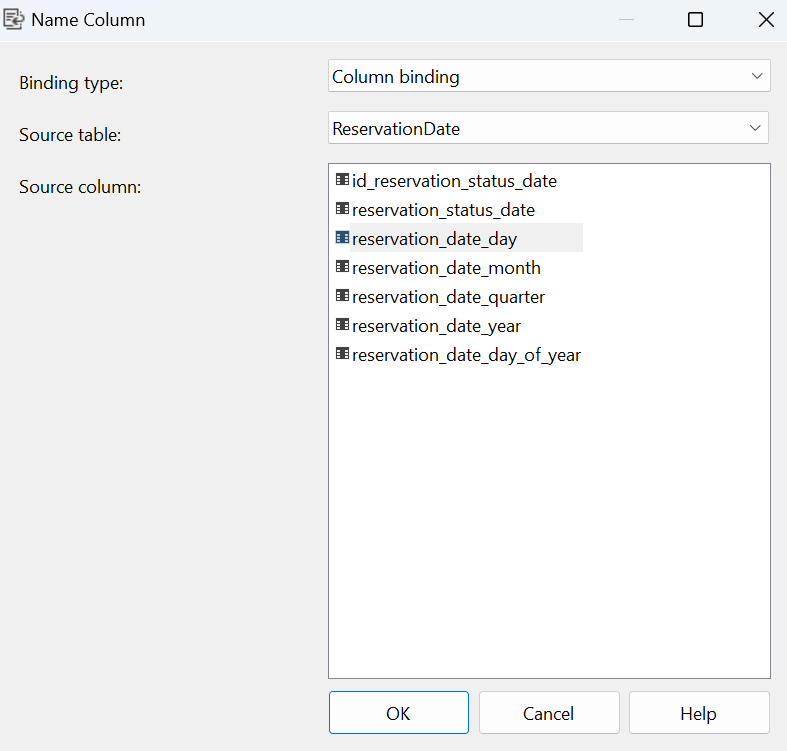 Name Column
Binding type:
Column binding
Source table:
ReservationDate
Source column:
id_reservation_status_date
reservation_status_date
reservation_date_day
reservation_date_month
reservation_date_quarter
reservation_date_year
reservation_date_day_of_year
OK
Cancel
Help